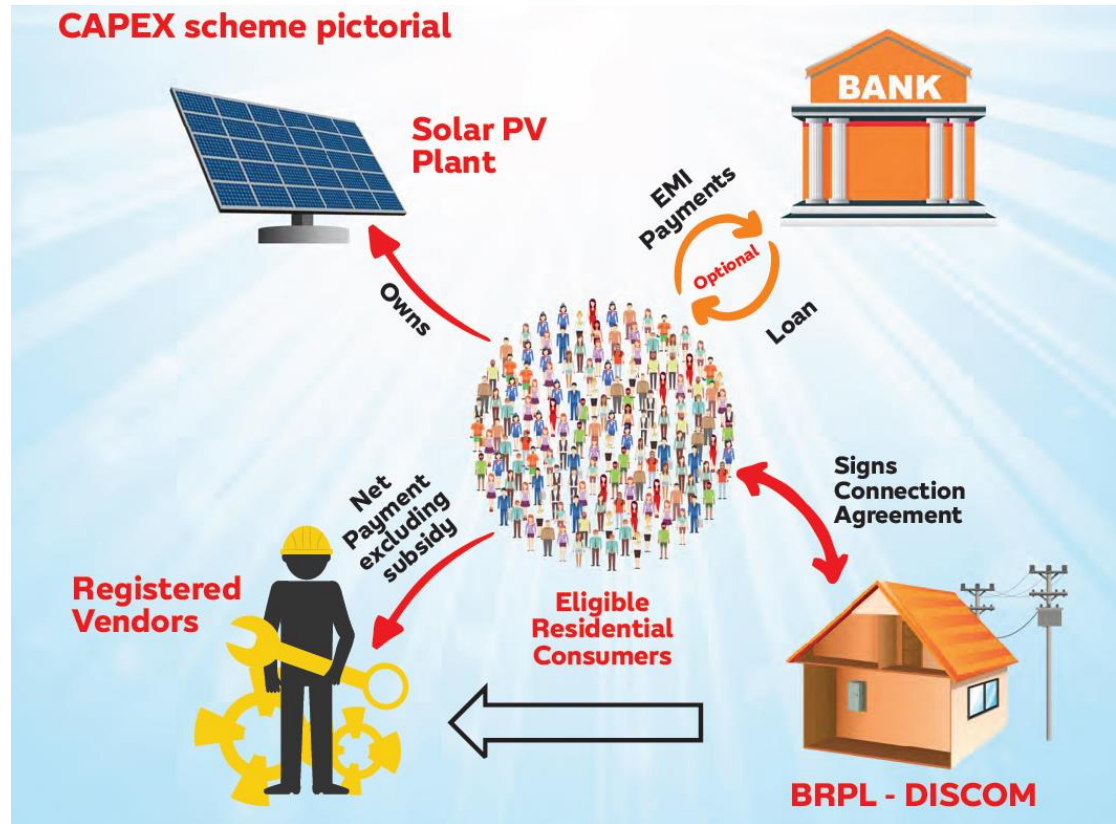 CAPEX scheme pictorial
BANK
Solar PV
Plant
EMI
Payments
Optional
Loan
Owns
Signs
Connection
Agreement
Net
Payment
excluding
subsidy
Registered
Vendors
Eligible
Residential
Consumers
BRPL - DISCOM